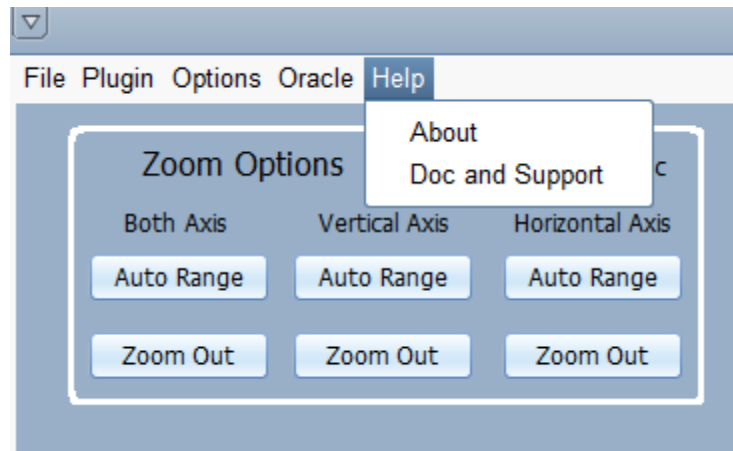 File Plugin Options Oracle Help
About
Doc and Support
Zoom Options c
Both Axis Vertical Axis Horizontal Axis
Auto Range Auto Range Auto Range
Zoom Out Zoom Out Zoom Out